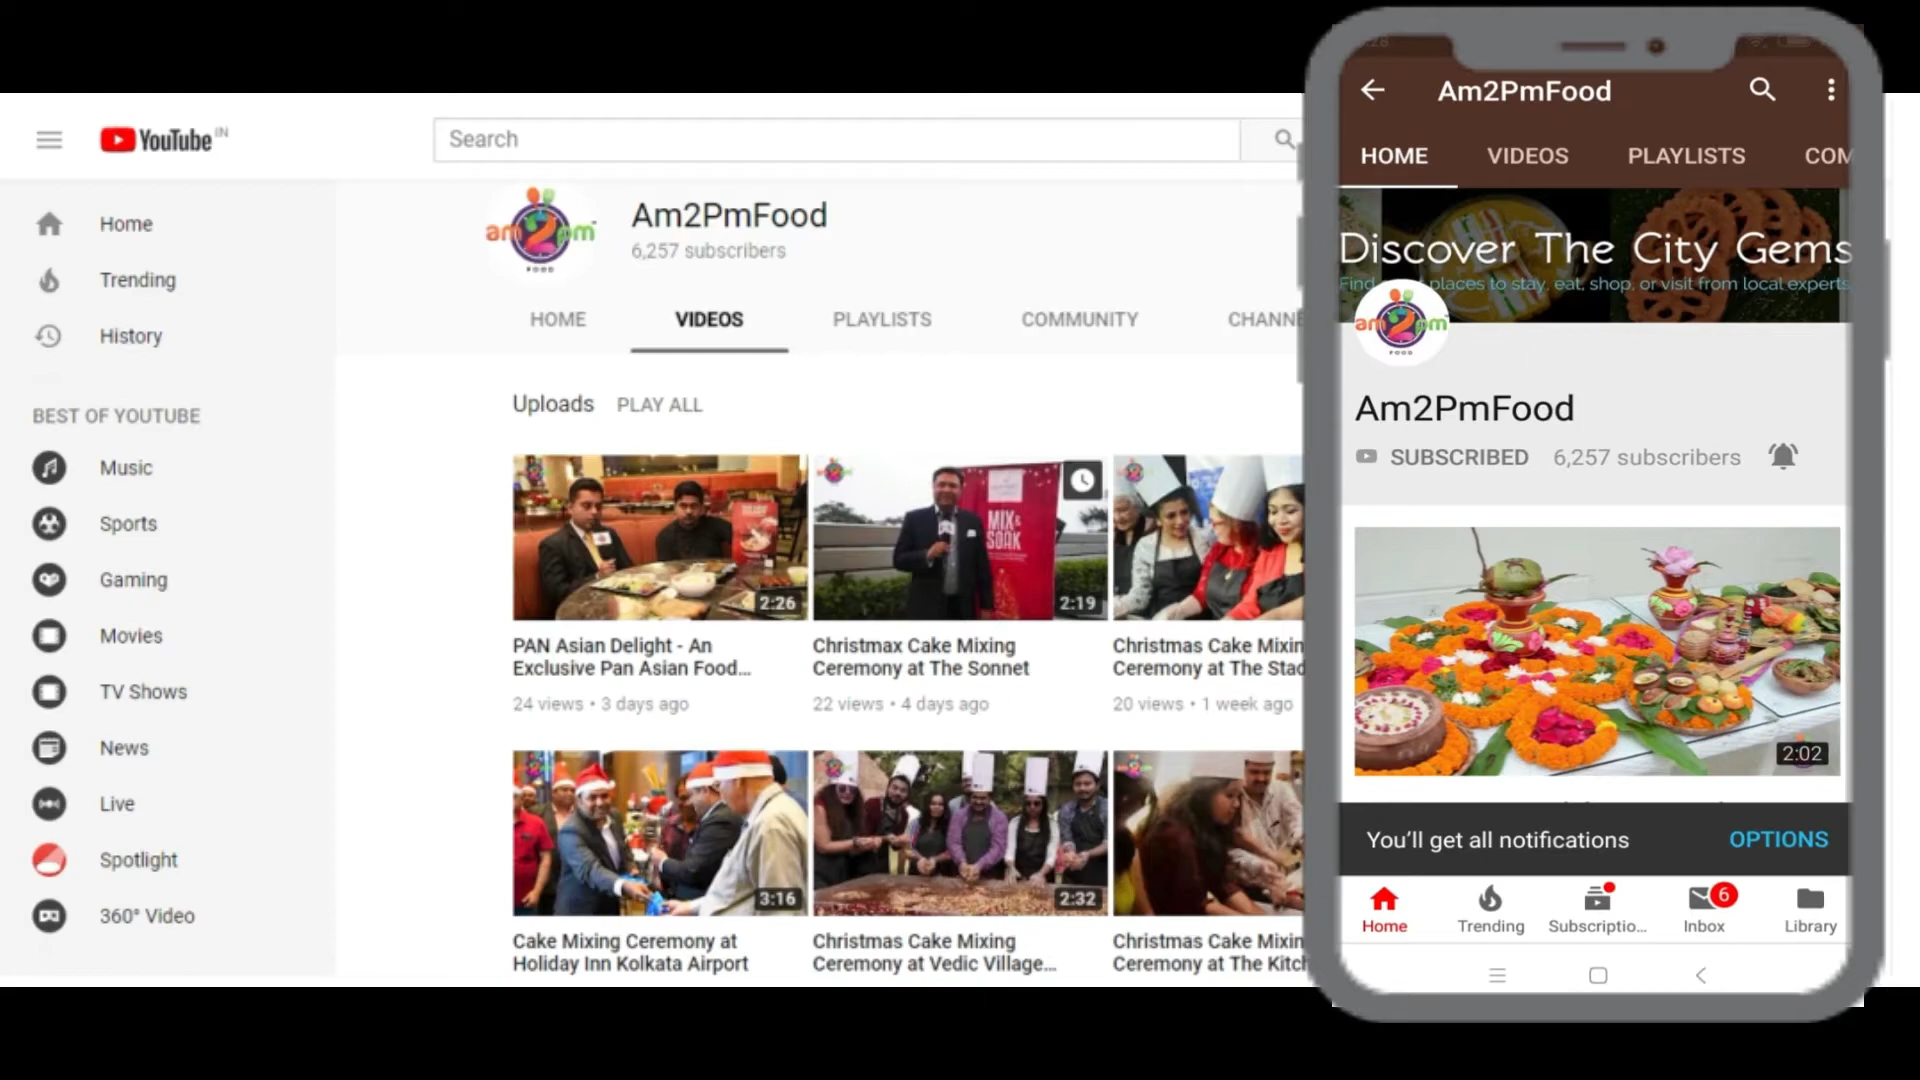 YouTube IN
Search
Home
Trending
History
BEST OF YOUTUBE
Music
Sports
Gaming
Movies
TV Shows
News
Live
Spotlight
360° Video
am2pm
FOOD
Am2PmFood
6,257 subscribers
HOME VIDEOS PLAYLISTS COMMUNITY CHANNE
Uploads PLAY ALL
MIX &
SOAK
2:26
2:19
PAN Asian Delight - An
Exclusive Pan Asian Food...
24 views • 3 days ago
Christmax Cake Mixing
Ceremony at The Sonnet
22 views • 4 days ago
Christmas Cake Mixin
Ceremony at The Stad
20 views • 1 week ago
3:16
2:32
Cake Mixing Ceremony at
Holiday Inn Kolkata Airport
Christmas Cake Mixing
Ceremony at Vedic Village...
Christmas Cake Mixin
Ceremony at The Kitch
Am2PmFood
HOME VIDEOS PLAYLISTS COM
Discover The City Gems
Find places to stay, eat, shop, or visit from local experts
am2pm
FOOD
Am2PmFood
SUBSCRIBED 6,257 subscribers
2:02
You'll get all notifications OPTIONS
6
Home Trending Subscriptio... Inbox Library